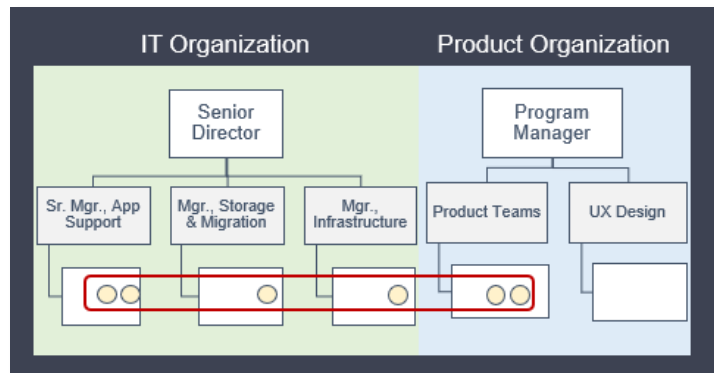 IT Organization
Product Organization
Senior
Director
Program
Manager
Sr. Mgr., App
Support
Mgr., Storage
& Migration
Mgr.,
Infrastructure
Product Teams
UX Design